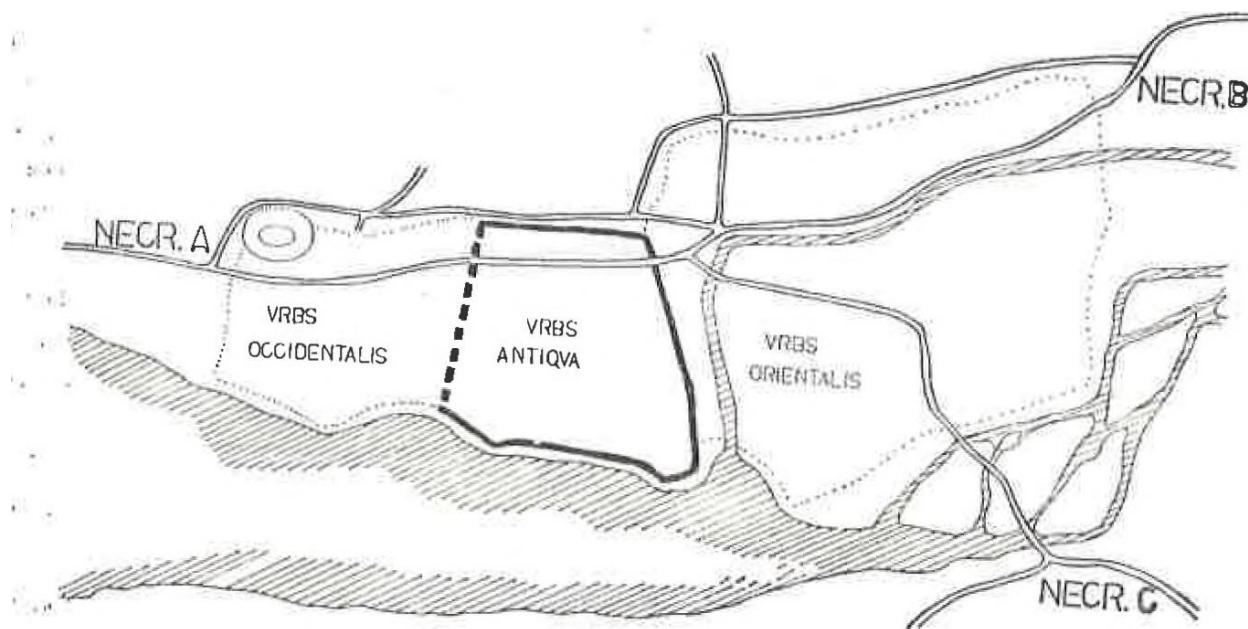 NECR. B
NECR. A
VRBS
OCCIDENTALIS
VRBS
ANTIQVA
VRBS
ORIENTALIS
NECR. C